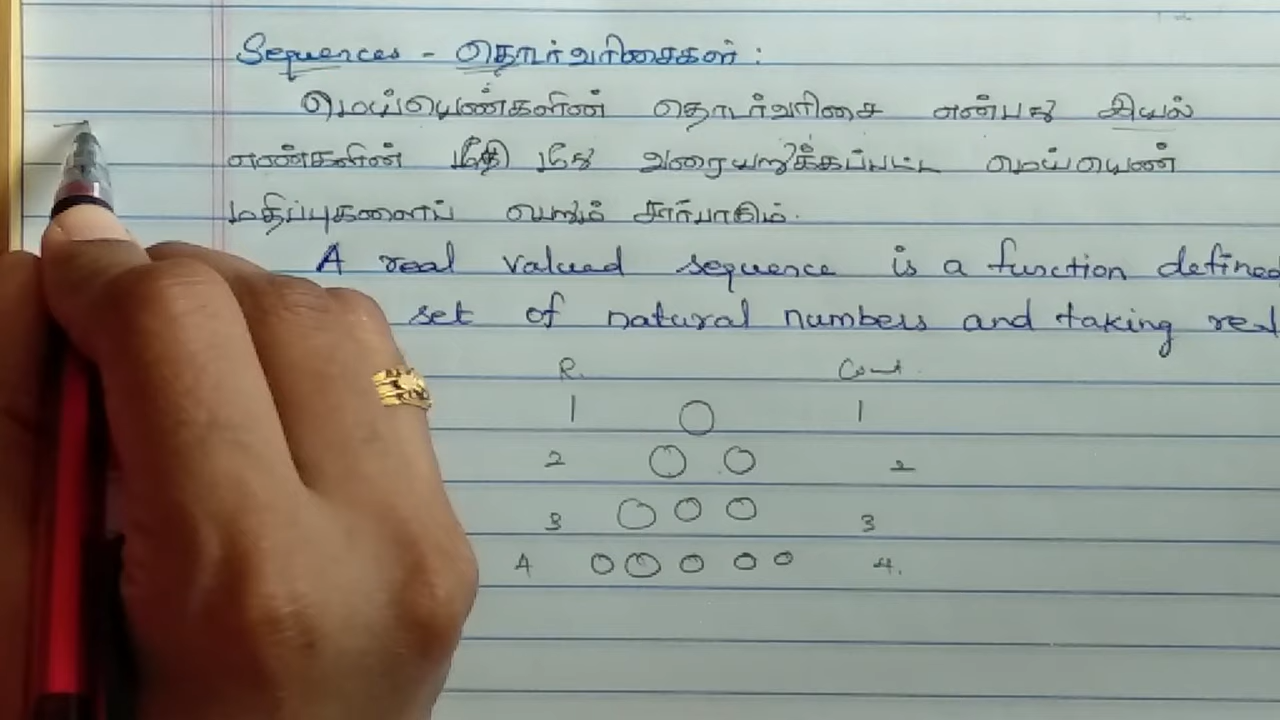 Sequences - தொடர்வரிசைகள் :
மெய்யெண்களின் தொடர்வரிசை என்பது இயல்
எண்களின் மீது வரையறுக்கப்பட்ட மெய்யெண்
மதிப்புகளைப் பெறும் சார்பாகும்.
A real valued sequence is a function defined
set of natural numbers and taking real
R.
1 1
2 2
3 3
4 4.